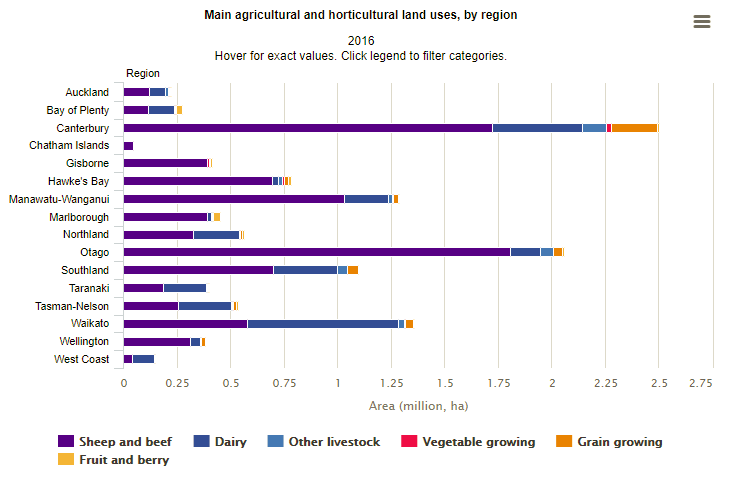 Main agricultural and horticultural land uses, by region
2016
Hover for exact values. Click legend to filter categories.
Region
Auckland
Bay of Plenty
Canterbury
Chatham Islands
Gisborne
Hawke's Bay
Manawatu-Wanganui
Marlborough
Northland
Otago
Southland
Taranaki
Tasman-Nelson
Waikato
Wellington
West Coast
0 0.25 0.5 0.75 1 1.25 1.5 1.75 2 2.25 2.5 2.75
Area (million, ha)
Sheep and beef Dairy Other livestock Vegetable growing Grain growing
Fruit and berry